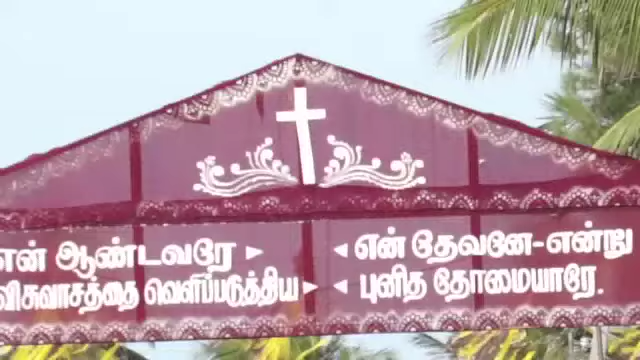 என் ஆண்டவரே ► ◄ என் தேவனே-என்று
விசுவாசத்தை வெளிப்படுத்திய ► ◄ புனித தோமையாரே.